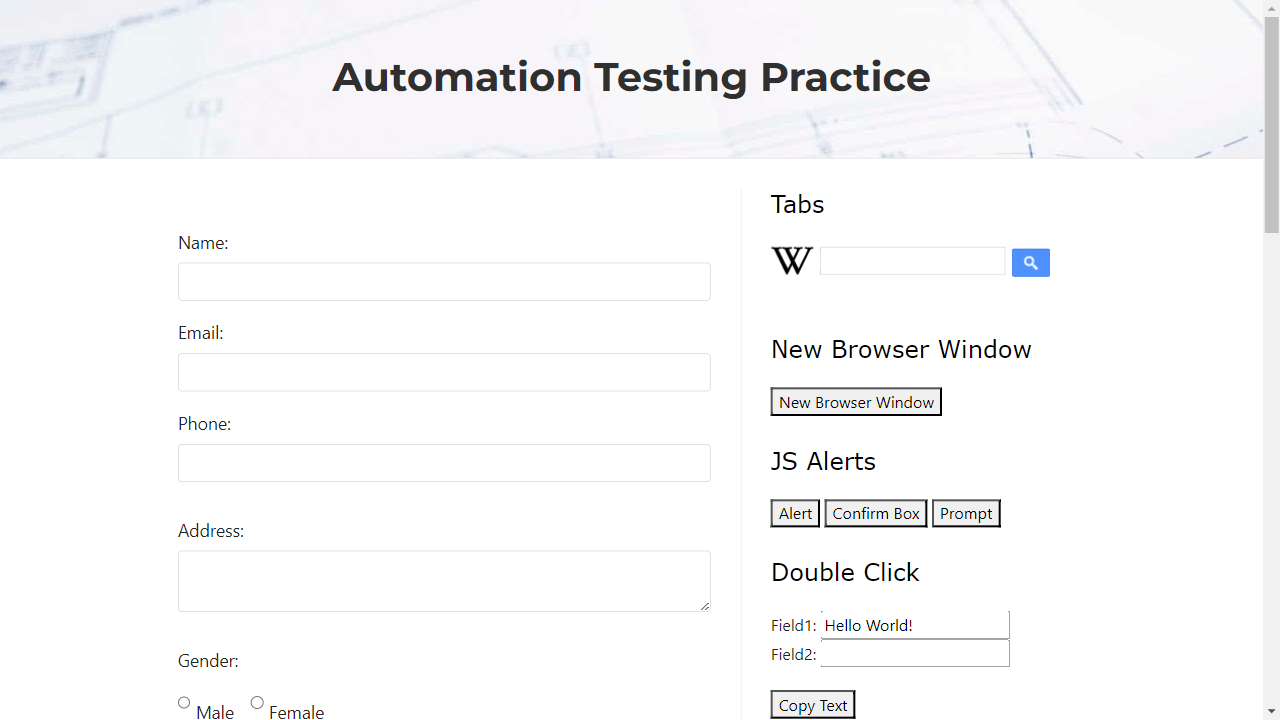 Automation Testing Practice
Name:
Email:
Phone:
Address:
Gender:
Male Female
Tabs
New Browser Window
New Browser Window
JS Alerts
Alert Confirm Box Prompt
Double Click
Field1: Hello World!
Field2:
Copy Text